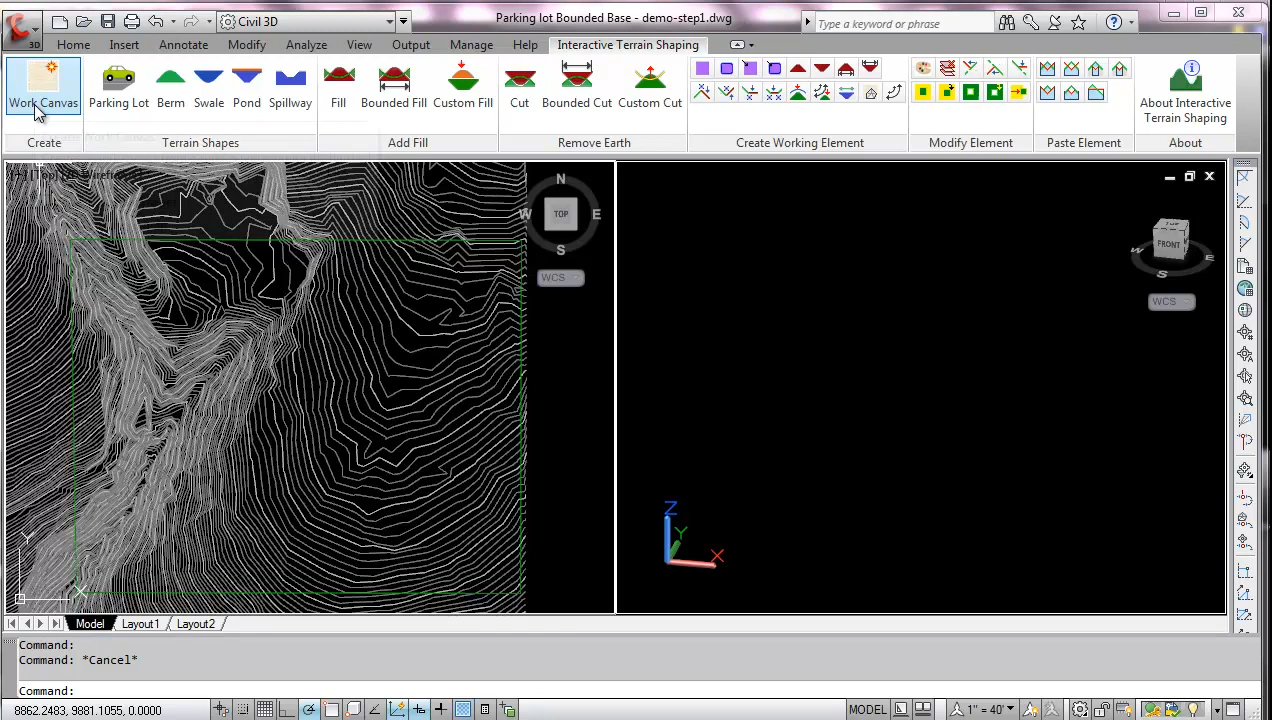 Civil 3D
Parking lot Bounded Base - demo-step1.dwg
Type a keyword or phrase
3D
Home Insert Annotate Modify Analyze View Output Manage Help Interactive Terrain Shaping
Work Canvas Parking Lot Berm Swale Pond Spillway Fill Bounded Fill Custom Fill Cut Bounded Cut Custom Cut About Interactive
Terrain Shaping
Create Terrain Shapes Add Fill Remove Earth Create Working Element Modify Element Paste Element About
N
W TOP E
S
WCS
TOP
FRONT
W E
S
WCS
Z
Y
X
Y
X
Model Layout1 Layout2
Command:
Command: *Cancel*
Command:
8862.2483, 9881.1055, 0.0000
MODEL
1" = 40'